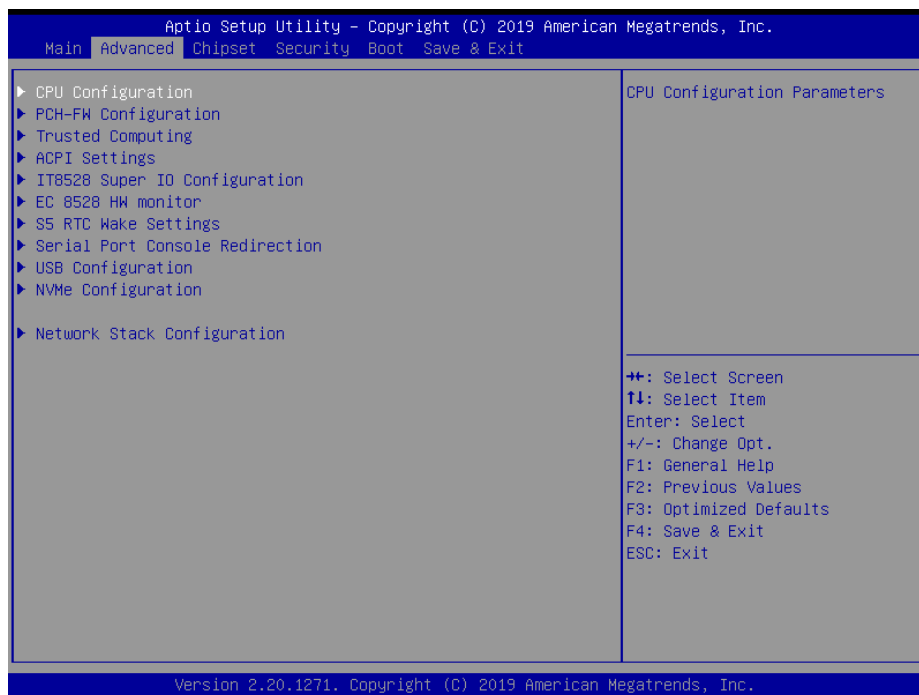 Aptio Setup Utility – Copyright (C) 2019 American Megatrends, Inc.
Main Advanced Chipset Security Boot Save & Exit
▶ CPU Configuration
▶ PCH-FW Configuration
▶ Trusted Computing
▶ ACPI Settings
▶ IT8528 Super IO Configuration
▶ EC 8528 HW monitor
▶ S5 RTC Wake Settings
▶ Serial Port Console Redirection
▶ USB Configuration
▶ NVMe Configuration
▶ Network Stack Configuration
CPU Configuration Parameters
→←: Select Screen
↑↓: Select Item
Enter: Select
+/-: Change Opt.
F1: General Help
F2: Previous Values
F3: Optimized Defaults
F4: Save & Exit
ESC: Exit
Version 2.20.1271. Copyright (C) 2019 American Megatrends, Inc.